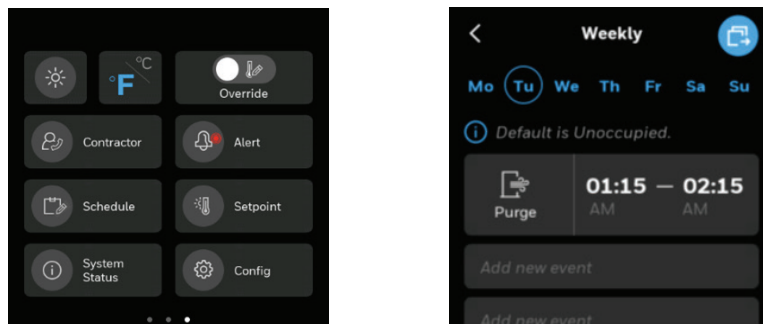 °F °C
Override
Contractor
Alert
Schedule
Setpoint
System
Status
Config
Weekly
Mo Tu We Th Fr Sa Su
Default is Unoccupied.
Purge
01:15 — 02:15
AM AM
Add new event
Add new event